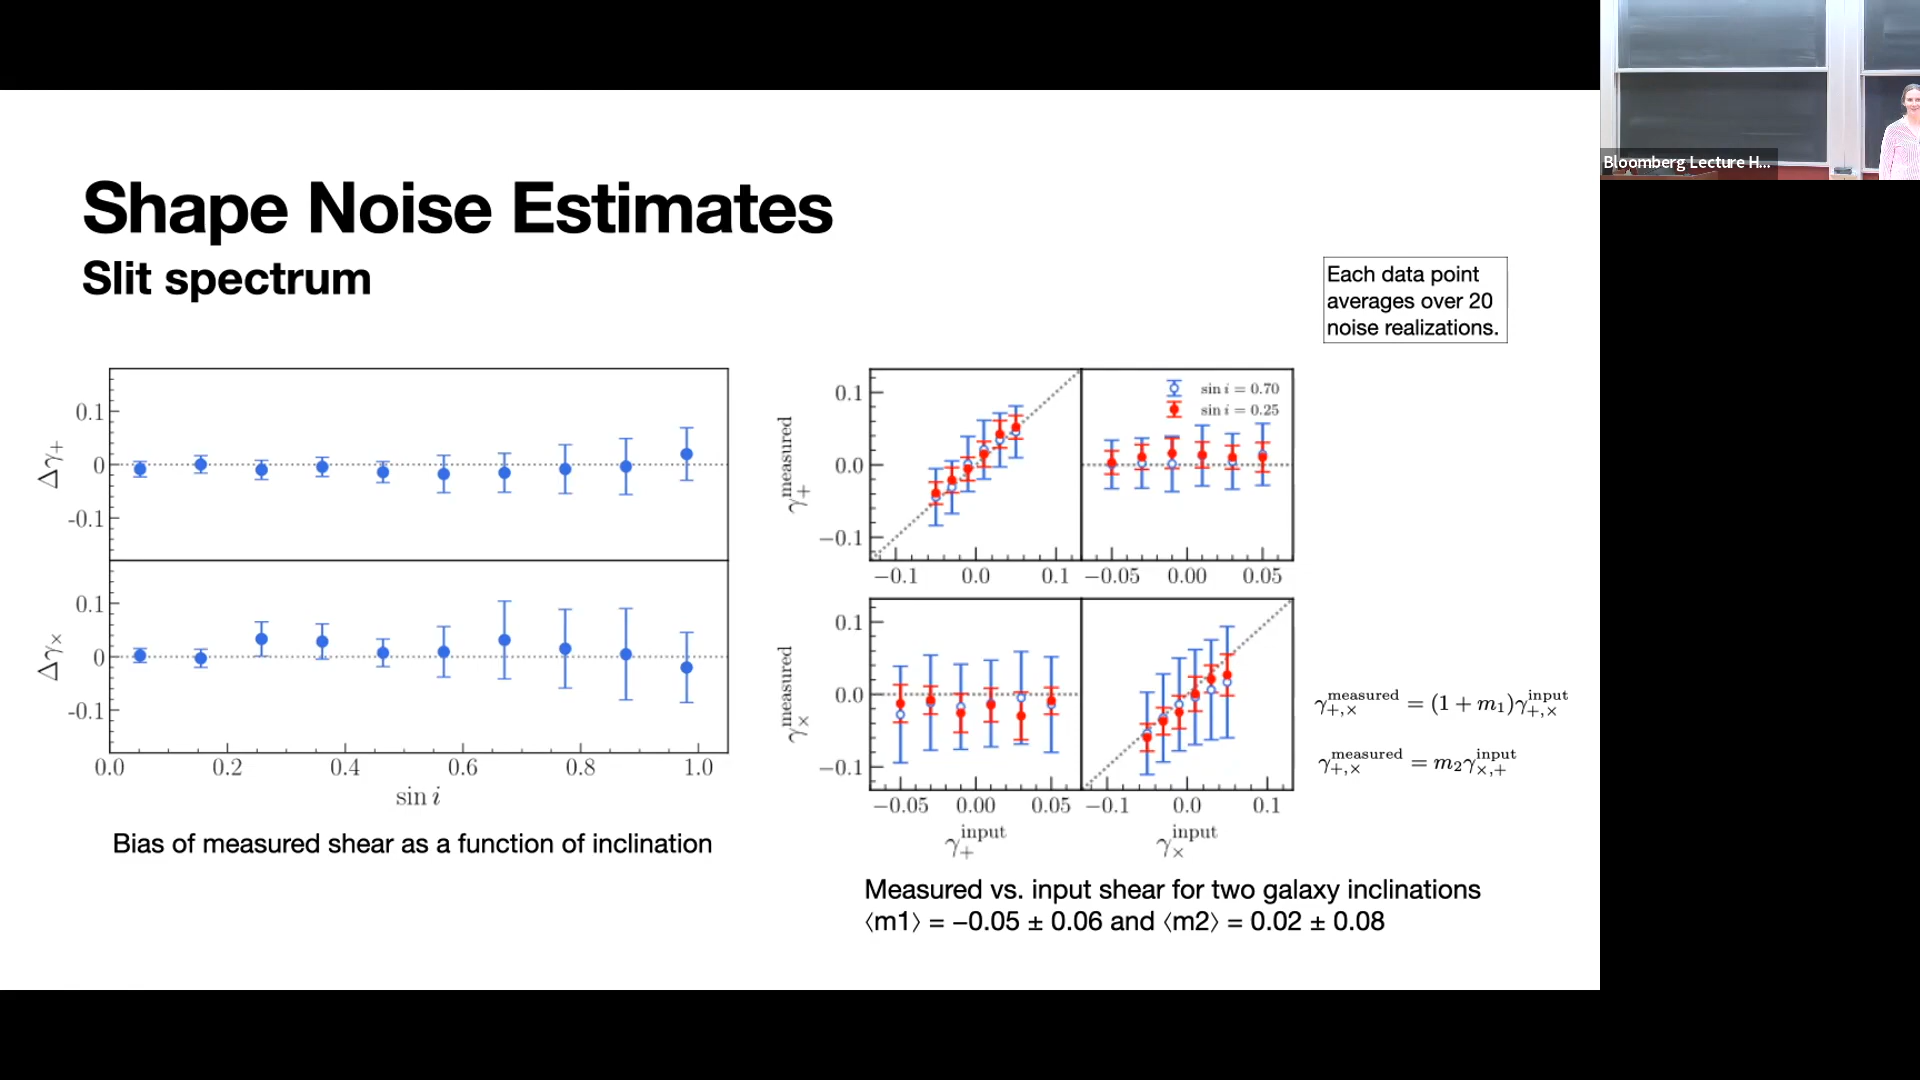 Bloomberg Lecture H...
Shape Noise Estimates
Slit spectrum
Each data point
averages over 20
noise realizations.
Δγ₊
0.1
0
-0.1
Δγ×
0.1
0
-0.1
0.0 0.2 0.4 0.6 0.8 1.0
sin i
Bias of measured shear as a function of inclination
γ₊^measured
0.1
0.0
−0.1
sin i = 0.70
sin i = 0.25
−0.1 0.0 0.1 −0.05 0.00 0.05
γ×^measured
0.1
0.0
−0.1
−0.05 0.00 0.05 −0.1 0.0 0.1
γ₊^input γ×^input
γ₊,×^measured = (1 + m₁)γ₊,×^input
γ₊,×^measured = m₂γ×,₊^input
Measured vs. input shear for two galaxy inclinations
⟨m1⟩ = −0.05 ± 0.06 and ⟨m2⟩ = 0.02 ± 0.08